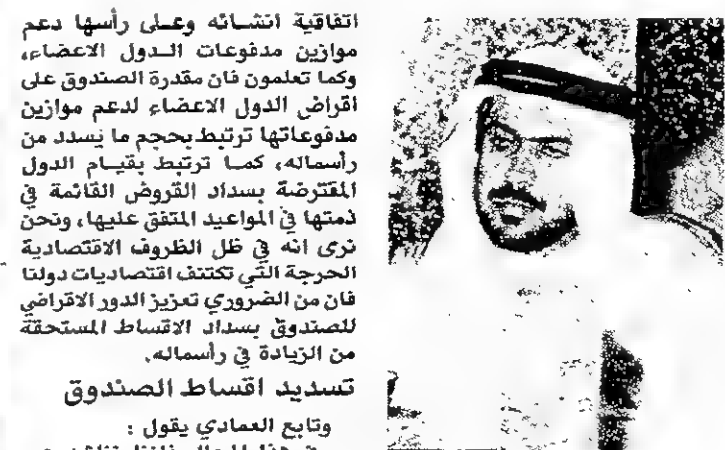 اتفاقية انشائه وعلى رأسها دعم
موازين مدفوعات الدول الاعضاء،
وكما تعلمون فان مقدرة الصندوق على
اقراض الدول الاعضاء لدعم موازين
مدفوعاتها ترتبط بحجم ما يسدد من
رأسماله، كما ترتبط بقيام الدول
المقترضة بسداد القروض القائمة في
ذمتها في المواعيد المتفق عليها، ونحن
نرى انه في ظل الظروف الاقتصادية
الحرجة التي تكتنف اقتصاديات دولنا
فان من الضروري تعزيز الدور الاقراضي
للصندوق بسداد الاقساط المستحقة
من الزيادة في رأسماله.
تسديد اقساط الصندوق
وتابع العمادي يقول :